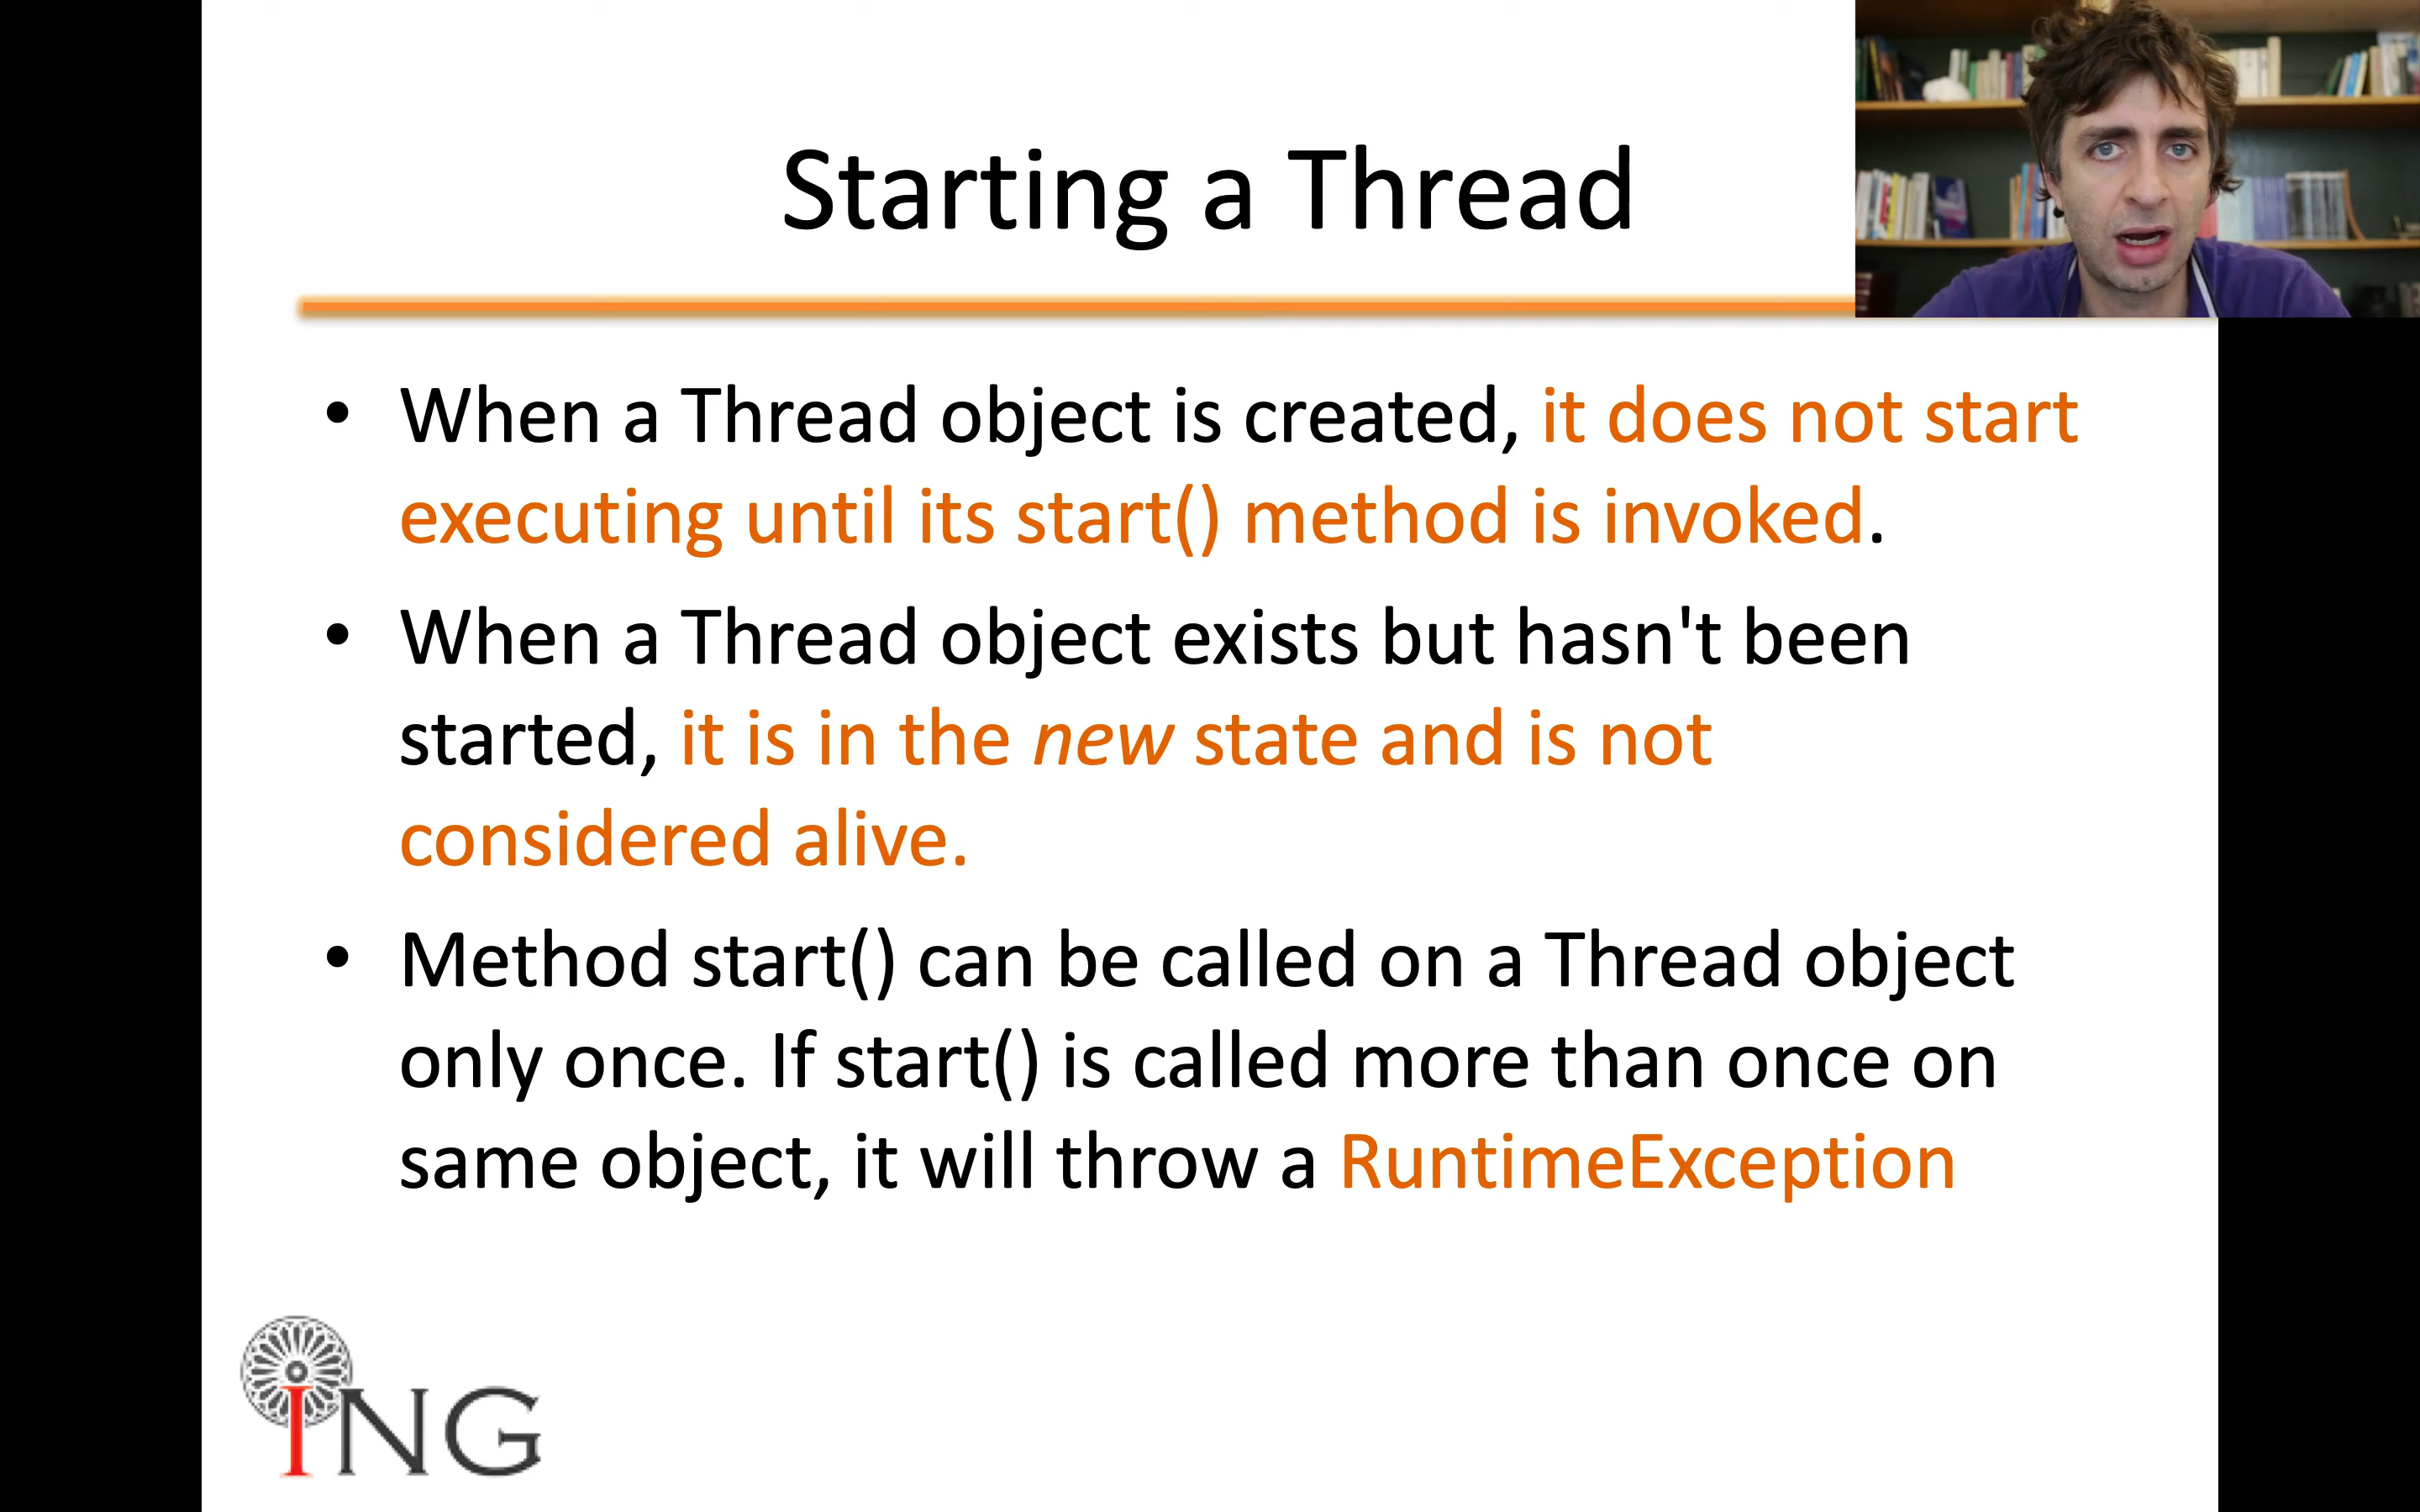 Starting a Thread
• When a Thread object is created, it does not start
executing until its start() method is invoked.
• When a Thread object exists but hasn't been
started, it is in the new state and is not
considered alive.
• Method start() can be called on a Thread object
only once. If start() is called more than once on
same object, it will throw a RuntimeException
ING